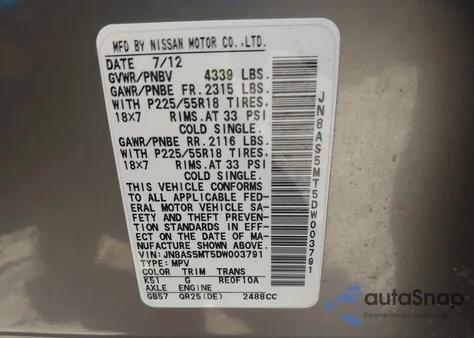 MFD BY NISSAN MOTOR CO.,LTD.
DATE 7/12
GVWR/PNBV 4339 LBS.
GAWR/PNBE FR. 2315 LBS.
WITH P225/55R18 TIRES,
18X7 RIMS.AT 33 PSI
COLD SINGLE.
GAWR/PNBE RR. 2116 LBS.
WITH P225/55R18 TIRES,
18X7 RIMS.AT 33 PSI
COLD SINGLE.
THIS VEHICLE CONFORMS
TO ALL APPLICABLE FED-
ERAL MOTOR VEHICLE SA-
FETY AND THEFT PREVEN-
TION STANDARDS IN EFF-
ECT ON THE DATE OF MA-
NUFACTURE SHOWN ABOVE.
VIN:JN8AS5MT5DW003791
TYPE:MPV
COLOR TRIM TRANS
K51 G RE0F10A
AXLE ENGINE
GB57 QR25(DE) 2488CC
JN8AS5MT5DW003791
autoSnap